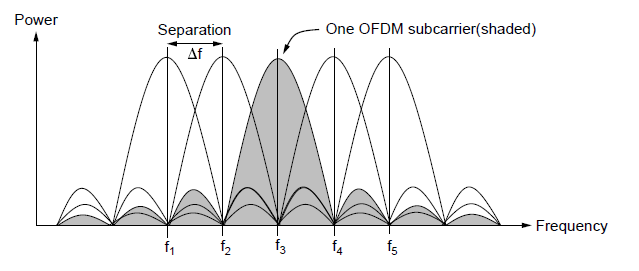 Power
Separation
One OFDM subcarrier(shaded)
Δf
Frequency
f₁ f₂ f₃ f₄ f₅